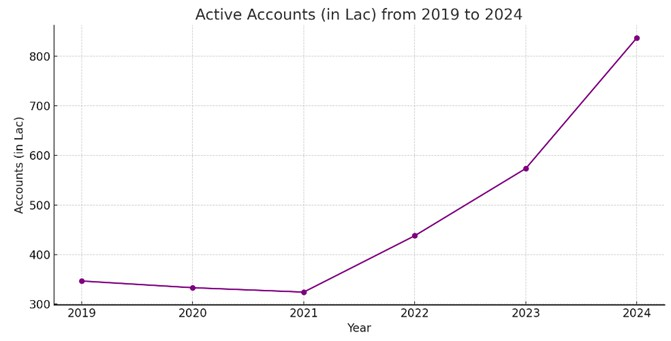 Active Accounts (in Lac) from 2019 to 2024
800
700
600
500
400
300
Accounts (in Lac)
2019 2020 2021 2022 2023 2024
Year